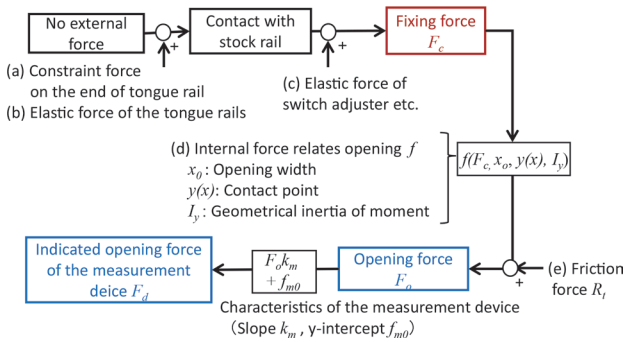 No external
force
Contact with
stock rail
Fixing force
F_c
+
+
(a) Constraint force
on the end of tongue rail
(b) Elastic force of the tongue rails
(c) Elastic force of
switch adjuster etc.
(d) Internal force relates opening f
x_0 : Opening width
y(x): Contact point
I_y : Geometrical inertia of moment
f(F_c, x_o, y(x), I_y)
Indicated opening force
of the measurement
deice F_d
F_o k_m
+ f_m0
Opening force
F_o
+
(e) Friction
force R_t
Characteristics of the measurement device
(Slope k_m , y-intercept f_m0)